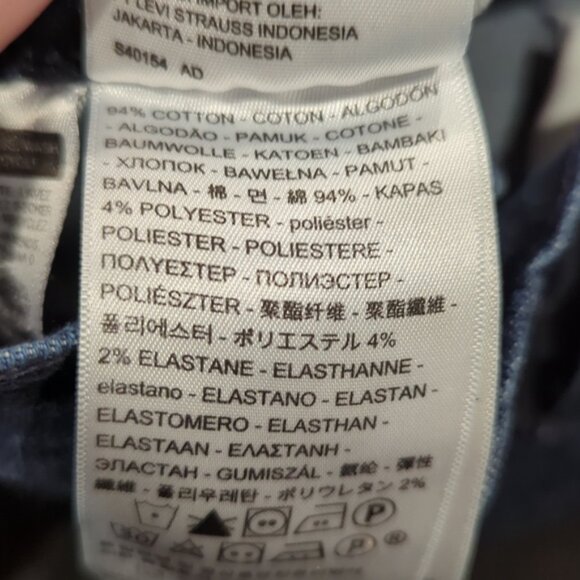 IMPORT OLEH:
LEVI STRAUSS INDONESIA
JAKARTA - INDONESIA
S40154 AD
94% COTTON - COTON - ALGODÓN
- ALGODÃO - PAMUK - COTONE -
BAUMWOLLE - KATOEN - BAMBAKI
- ХЛОПОК - BAWEŁNA - PAMUT -
BAVLNA - 棉 - 면 - 綿 94% - KAPAS
4% POLYESTER - poliéster -
POLIESTER - POLIESTERE -
ΠΟΛΥΕΣΤΕΡ - ПОЛИЭСТЕР -
POLIÉSZTER - 聚酯纤维 - 聚酯纖維 -
폴리에스터 - ポリエステル 4%
2% ELASTANE - ELASTHANNE -
elastano - ELASTANO - ELASTAN -
ELASTOMERO - ELASTHAN -
ELASTAAN - ΕΛΑΣΤΑΝΗ -
ЭЛАСТАН - GUMISZÁL - 氨纶 - 彈性
纖維 - 폴리우레탄 - ポリウレタン 2%
P
30 P ®